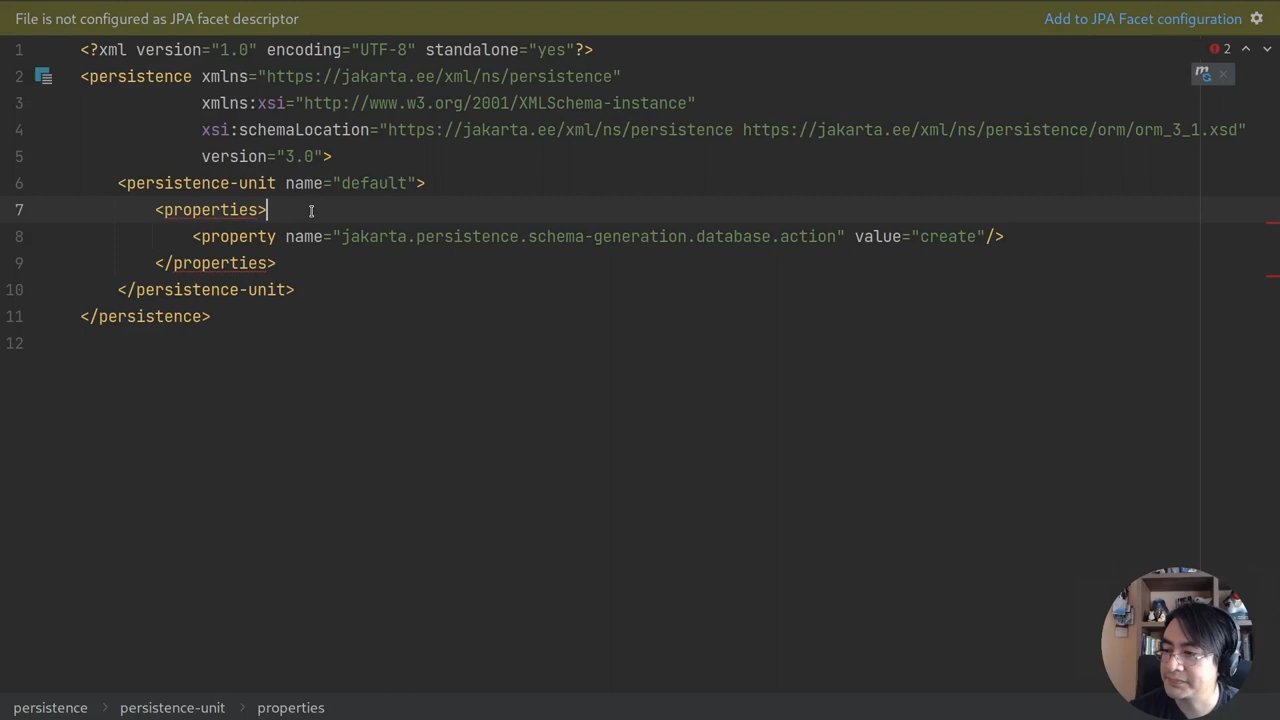 File is not configured as JPA facet descriptor
Add to JPA Facet configuration
2
1 <?xml version="1.0" encoding="UTF-8" standalone="yes"?>
2 <persistence xmlns="https://jakarta.ee/xml/ns/persistence"
3 xmlns:xsi="http://www.w3.org/2001/XMLSchema-instance"
4 xsi:schemaLocation="https://jakarta.ee/xml/ns/persistence https://jakarta.ee/xml/ns/persistence/orm/orm_3_1.xsd"
5 version="3.0">
6 <persistence-unit name="default">
7 <properties>
8 <property name="jakarta.persistence.schema-generation.database.action" value="create"/>
9 </properties>
10 </persistence-unit>
11 </persistence>
12
m
persistence > persistence-unit > properties